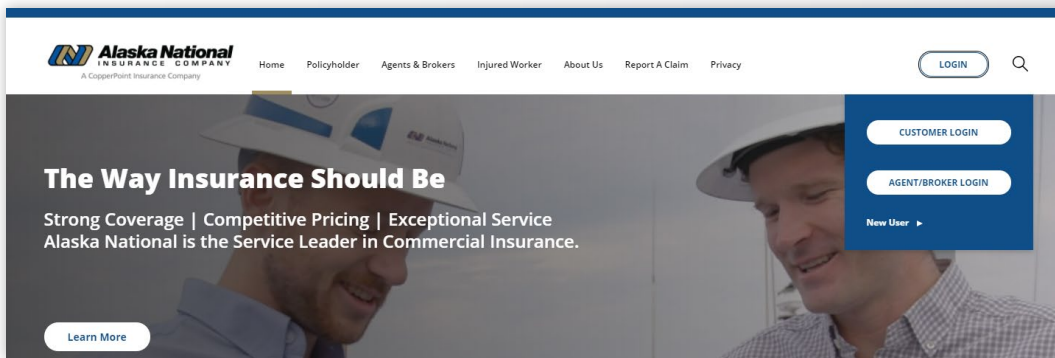 Alaska National
INSURANCE COMPANY
A CopperPoint Insurance Company
Home Policyholder Agents & Brokers Injured Worker About Us Report A Claim Privacy
LOGIN
CUSTOMER LOGIN
AGENT/BROKER LOGIN
New User ►
The Way Insurance Should Be
Strong Coverage | Competitive Pricing | Exceptional Service
Alaska National is the Service Leader in Commercial Insurance.
Learn More